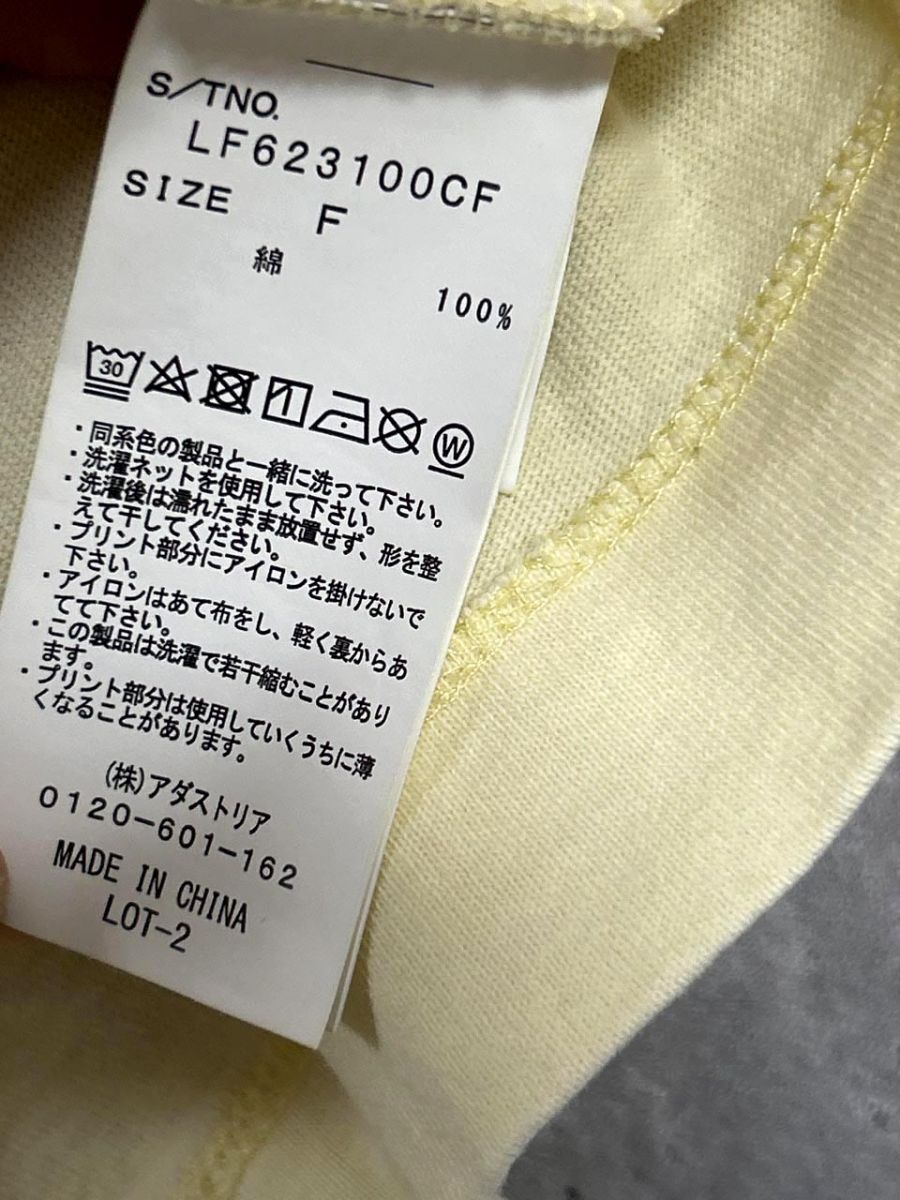 S/TNO.
LF623100CF
SIZE F
綿
100%
30
W
・同系色の製品と一緒に洗って下さい。
・洗濯ネットを使用して下さい。
・洗濯後は濡れたまま放置せず、形を整
えて干してください。
・プリント部分にアイロンを掛けないで
下さい。
・アイロンはあて布をし、軽く裏からあ
てて下さい。
・この製品は洗濯で若干縮むことがあり
ます。
・プリント部分は使用していくうちに薄
くなることがあります。
(株)アダストリア
0120-601-162
MADE IN CHINA
LOT-2